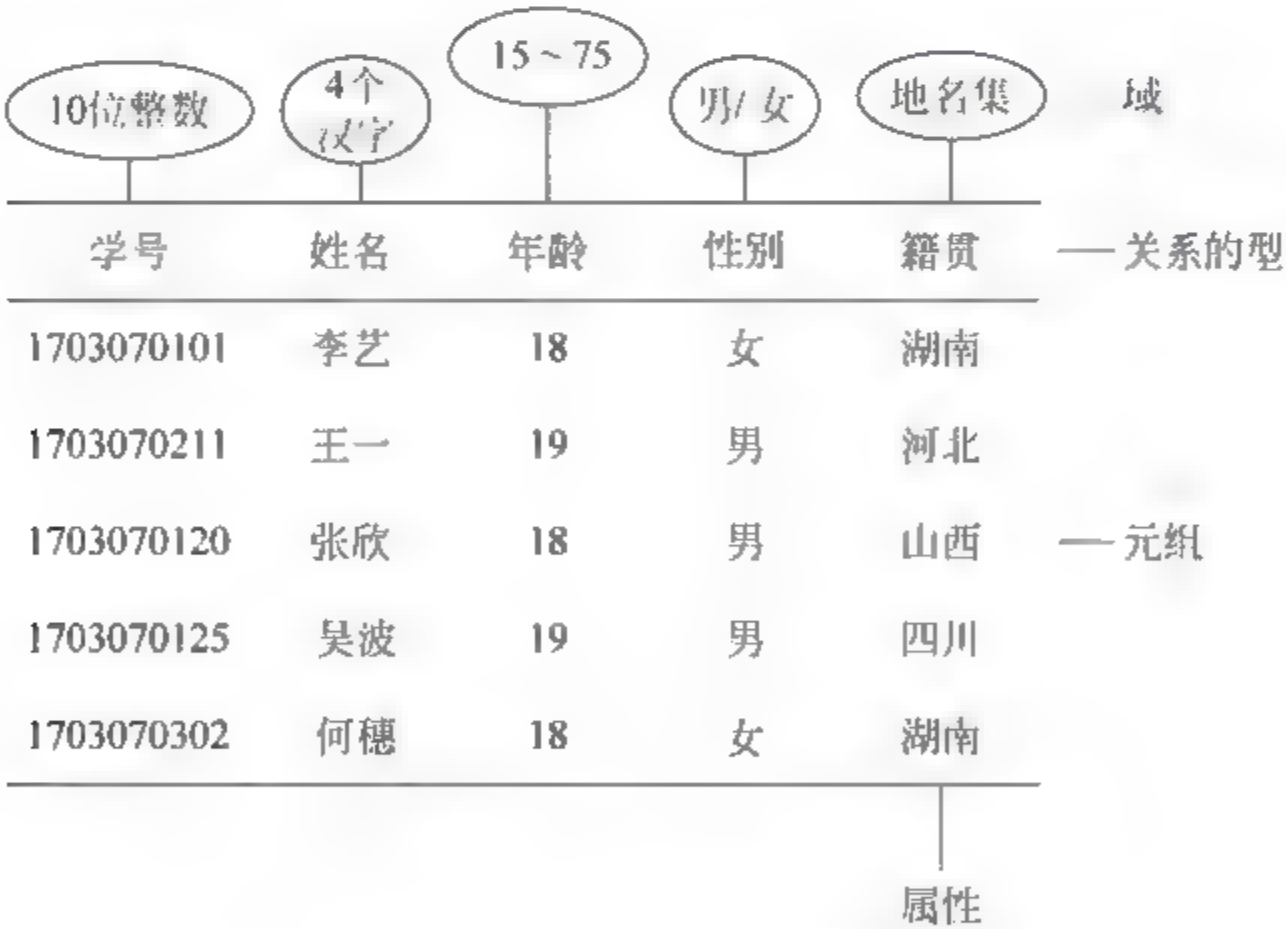 10位整数 4个汉字 15~75 男/女 地名集 域
学号 姓名 年龄 性别 籍贯 — 关系的型
1703070101 李艺 18 女 湖南
1703070211 王一 19 男 河北
1703070120 张欣 18 男 山西 — 元组
1703070125 吴波 19 男 四川
1703070302 何穗 18 女 湖南
属性